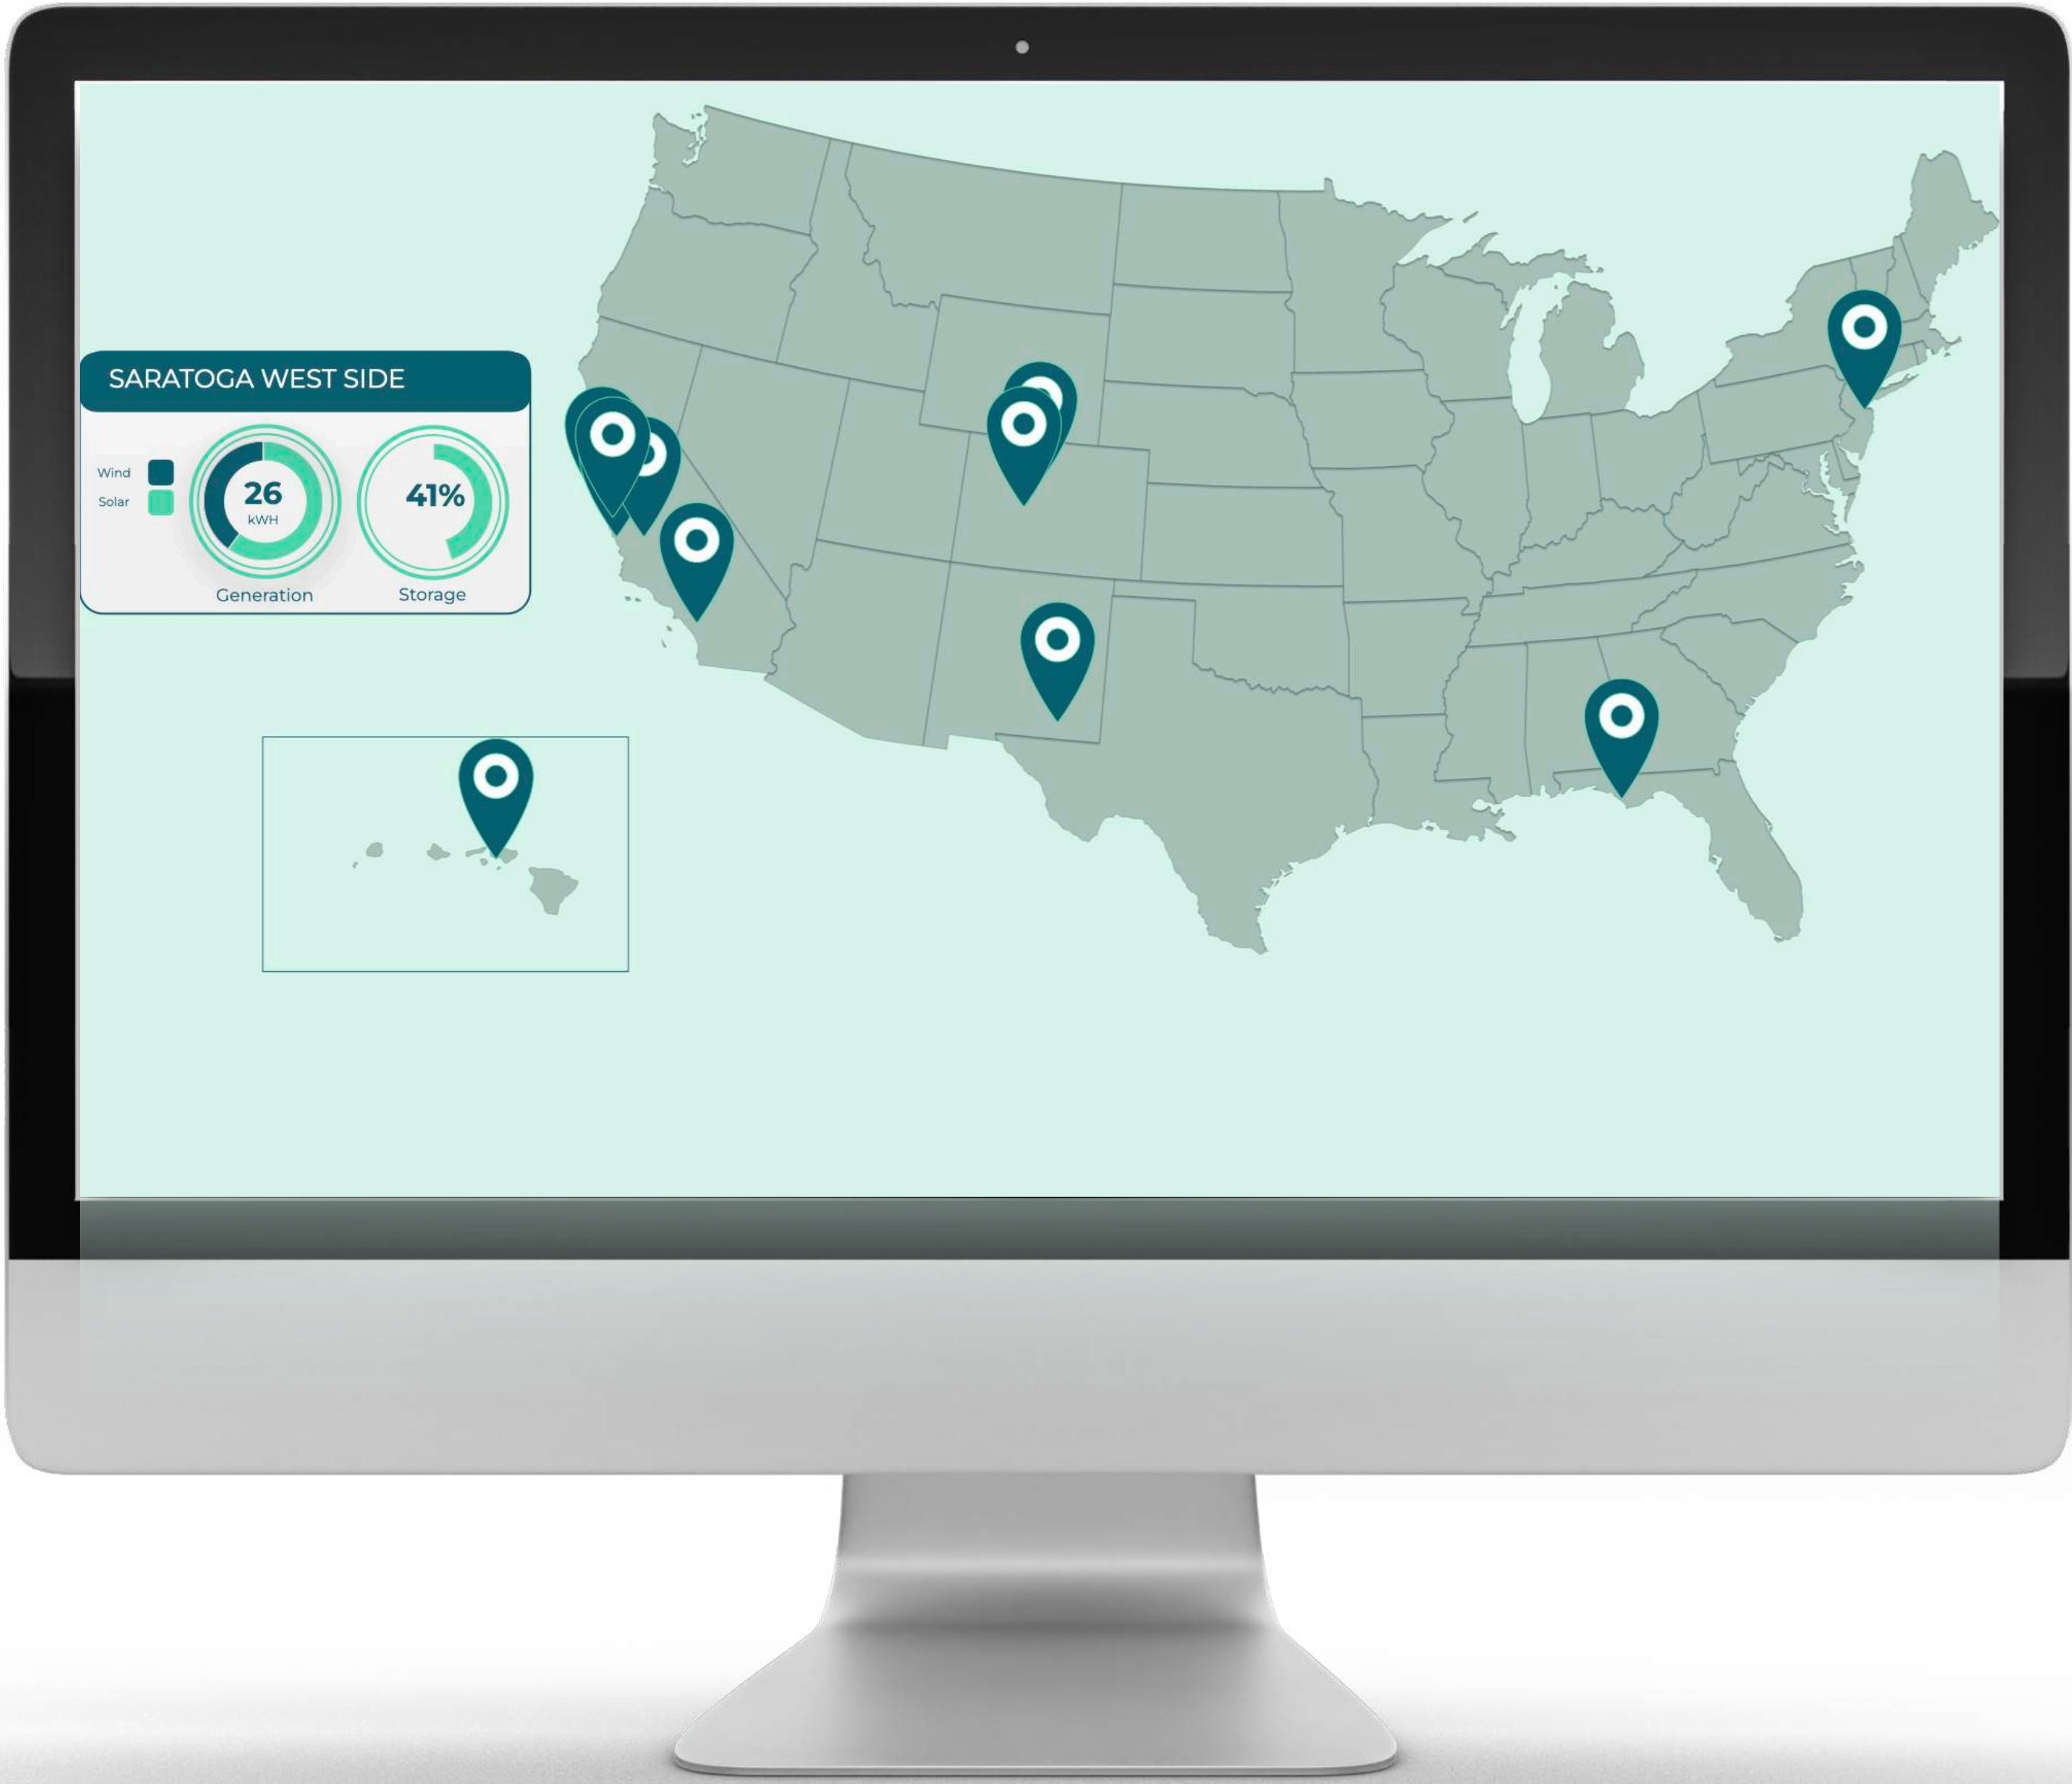 SARATOGA WEST SIDE
Wind
Solar
26
kWH
41%
Generation
Storage